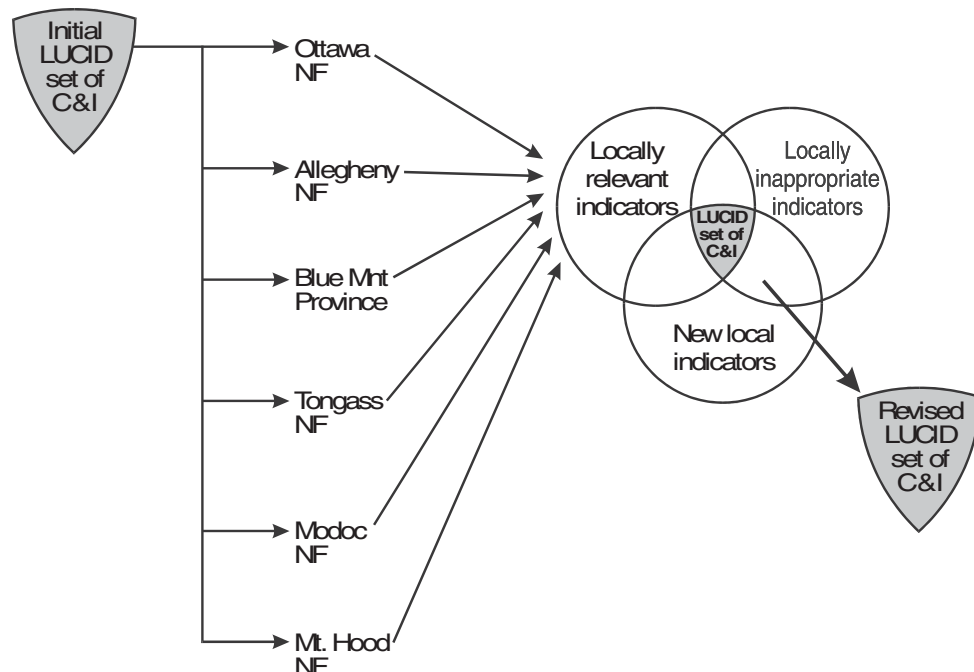 Initial
LUCID
set of
C&I
Ottawa
NF
Allegheny
NF
Blue Mnt
Province
Tongass
NF
Modoc
NF
Mt. Hood
NF
Locally
relevant
indicators
Locally
inappropriate
indicators
LUCID
set of
C&I
New local
indicators
Revised
LUCID
set of
C&I